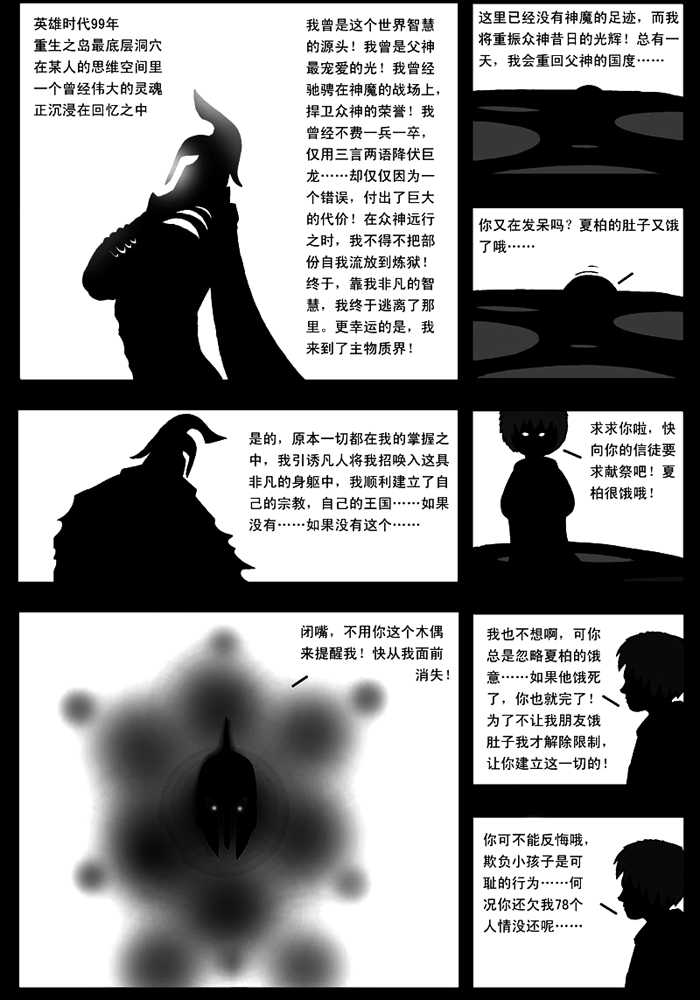 英雄时代99年
重生之岛最底层洞穴
在某人的思维空间里
一个曾经伟大的灵魂
正沉浸在回忆之中
我曾是这个世界智慧
的源头！我曾是父神
最宠爱的光！我曾经
驰骋在神魔的战场上，
捍卫众神的荣誉！我
曾经不费一兵一卒，
仅用三言两语降伏巨
龙……却仅仅因为一
个错误，付出了巨大
的代价！在众神远行
之时，我不得不把部
份自我流放到炼狱！
终于，靠我非凡的智
慧，我终于逃离了那
里。更幸运的是，我
来到了主物质界！
这里已经没有神魔的足迹，而我
将重振众神昔日的光辉！总有一
天，我会重回父神的国度……
你又在发呆吗？夏柏的肚子又饿
了哦……
是的，原本一切都在我的掌握之
中，我引诱凡人将我招唤入这具
非凡的身躯中，我顺利建立了自
己的宗教，自己的王国……如果
没有……如果没有这个……
求求你啦，快
向你的信徒要
求献祭吧！夏
柏很饿哦！
闭嘴，不用你这个木偶
来提醒我！快从我面前
消失！
我也不想啊，可你
总是忽略夏柏的饿
意……如果他饿死
了，你也就完了！
为了不让我朋友饿
肚子我才解除限制，
让你建立这一切的！
你可不能反悔哦，
欺负小孩子是可
耻的行为……何
况你还欠我78个
人情没还呢……